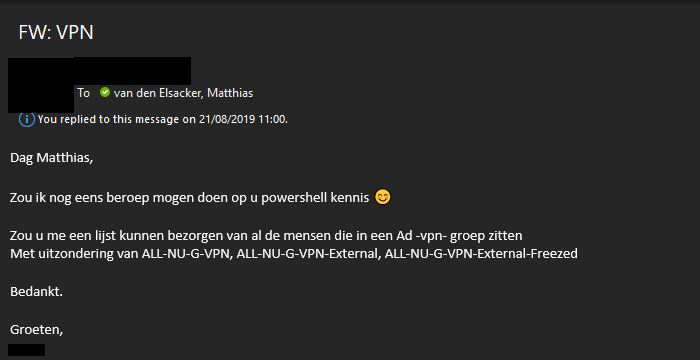 FW: VPN
To van den Elsacker, Matthias
You replied to this message on 21/08/2019 11:00.
Dag Matthias,
Zou ik nog eens beroep mogen doen op u powershell kennis 😊
Zou u me een lijst kunnen bezorgen van al de mensen die in een Ad -vpn- groep zitten
Met uitzondering van ALL-NU-G-VPN, ALL-NU-G-VPN-External, ALL-NU-G-VPN-External-Freezed
Bedankt.
Groeten,